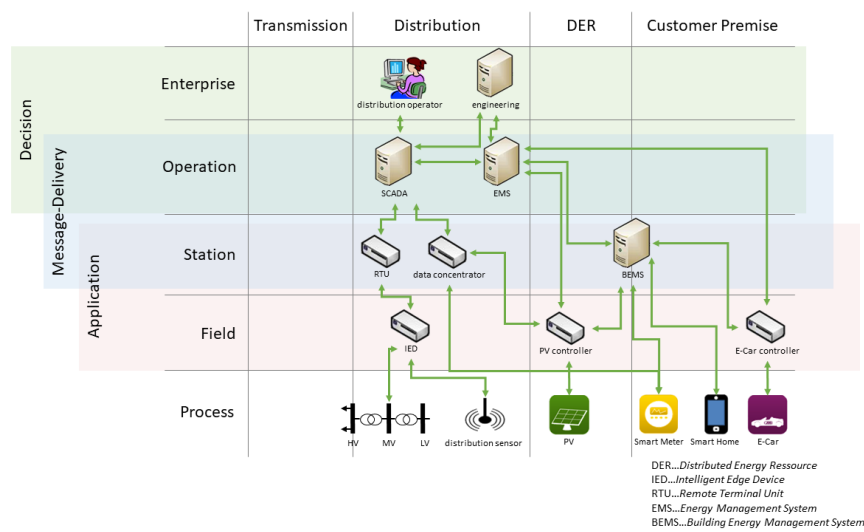 Transmission
Distribution
DER
Customer Premise
Decision
Message-Delivery
Application
Enterprise
distribution operator
engineering
Operation
SCADA
EMS
Station
RTU
data concentrator
BEMS
Field
IED
PV controller
E-Car controller
Process
HV
MV
LV
distribution sensor
PV
Smart Meter
Smart Home
E-Car
DER...Distributed Energy Ressource
IED...Intelligent Edge Device
RTU...Remote Terminal Unit
EMS...Energy Management System
BEMS...Building Energy Management System